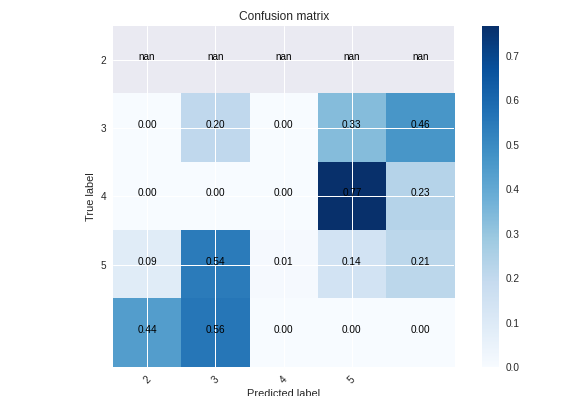 Confusion matrix
True label
2
nan nan nan nan nan
3
0.00 0.20 0.00 0.33 0.46
4
0.00 0.00 0.00 0.77 0.23
5
0.09 0.54 0.01 0.14 0.21
0.44 0.56 0.00 0.00 0.00
2 3 4 5
Predicted label
0.7
0.6
0.5
0.4
0.3
0.2
0.1
0.0